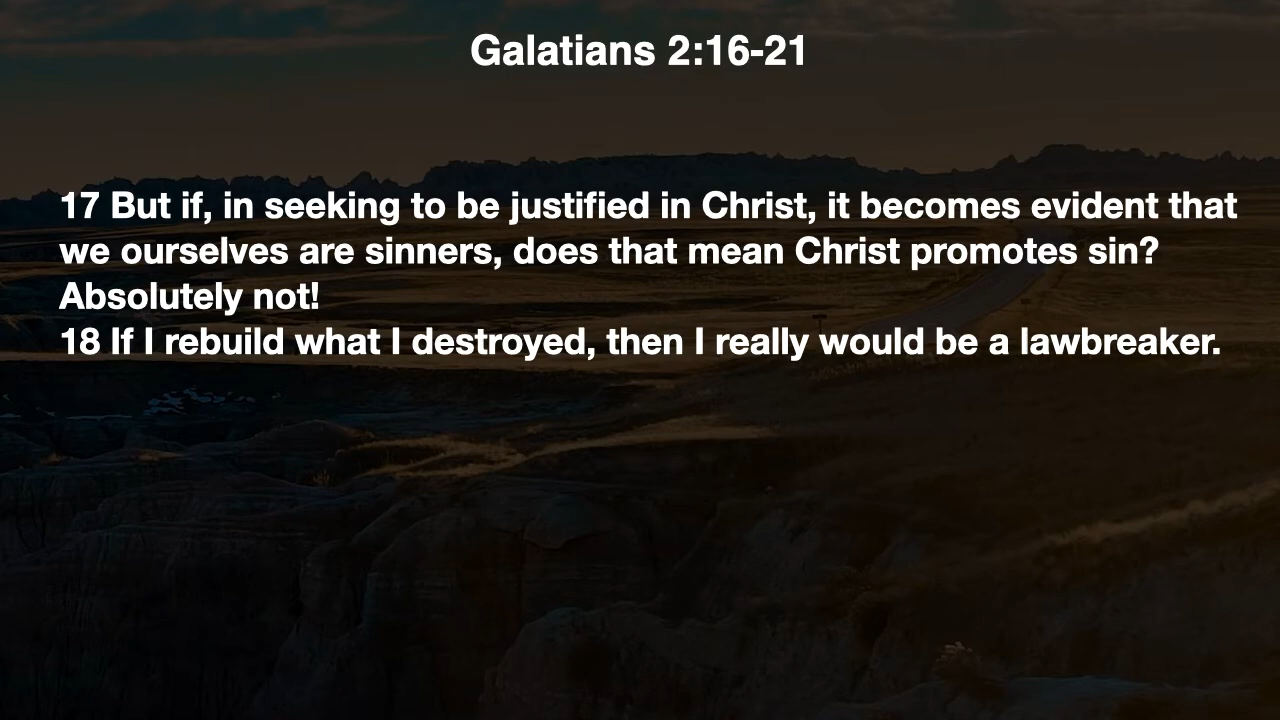 Galatians 2:16-21
17 But if, in seeking to be justified in Christ, it becomes evident that
we ourselves are sinners, does that mean Christ promotes sin?
Absolutely not!
18 If I rebuild what I destroyed, then I really would be a lawbreaker.